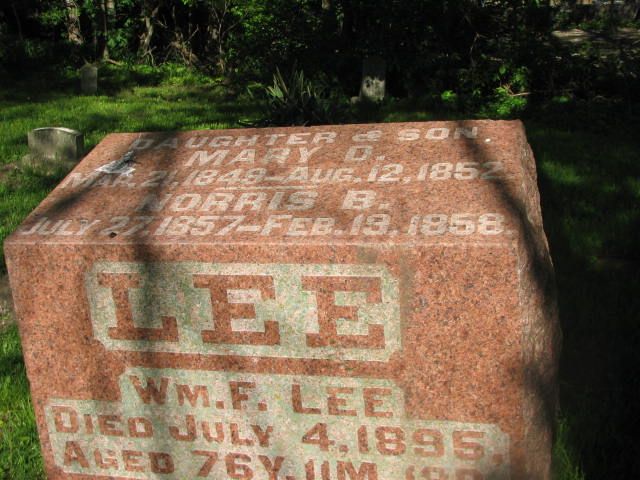 DAUGHTER & SON.
MARY D.
MAR. 21, 1849–AUG. 12, 1852
NORRIS B.
JULY 27, 1857–FEB. 19, 1858.
LEE
WM. F. LEE
DIED JULY 4, 1895,
AGED 76Y. 11M.